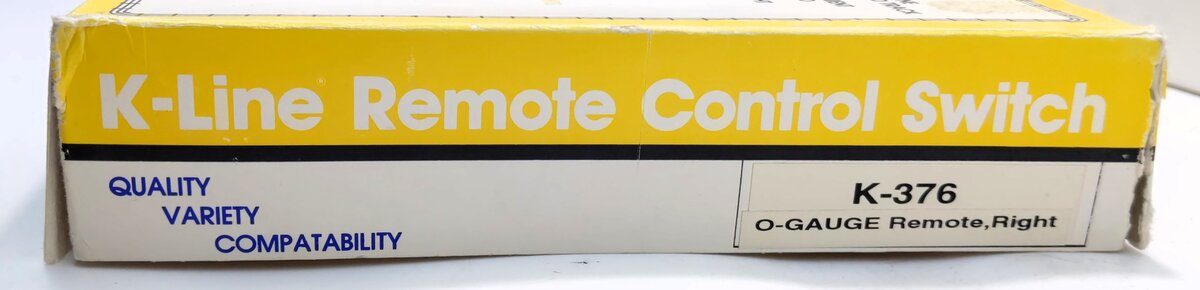 K-Line Remote Control Switch
QUALITY
VARIETY
COMPATABILITY
K-376
O-GAUGE Remote,Right